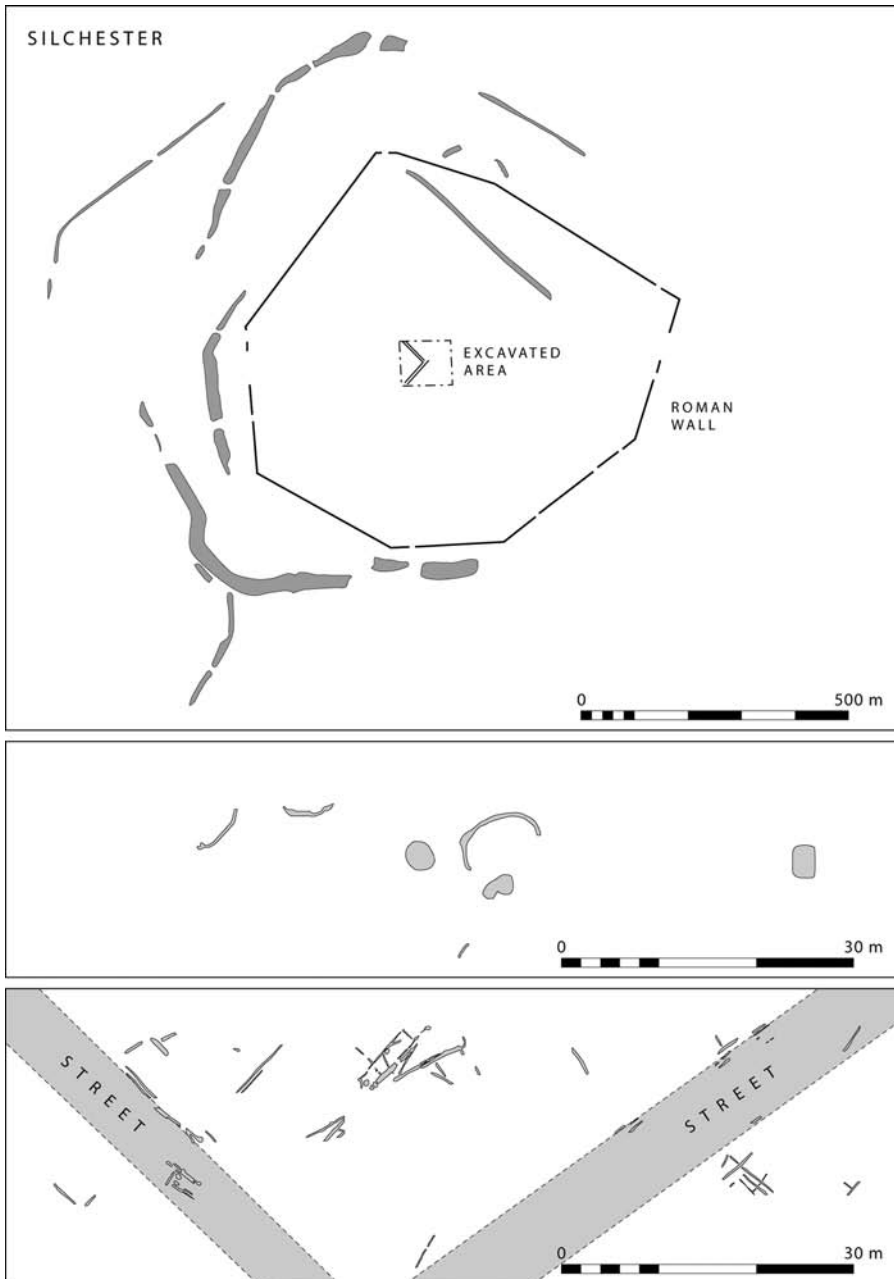 SILCHESTER
EXCAVATED
AREA
ROMAN
WALL
0 500 m
0 30 m
STREET
STREET
0 30 m